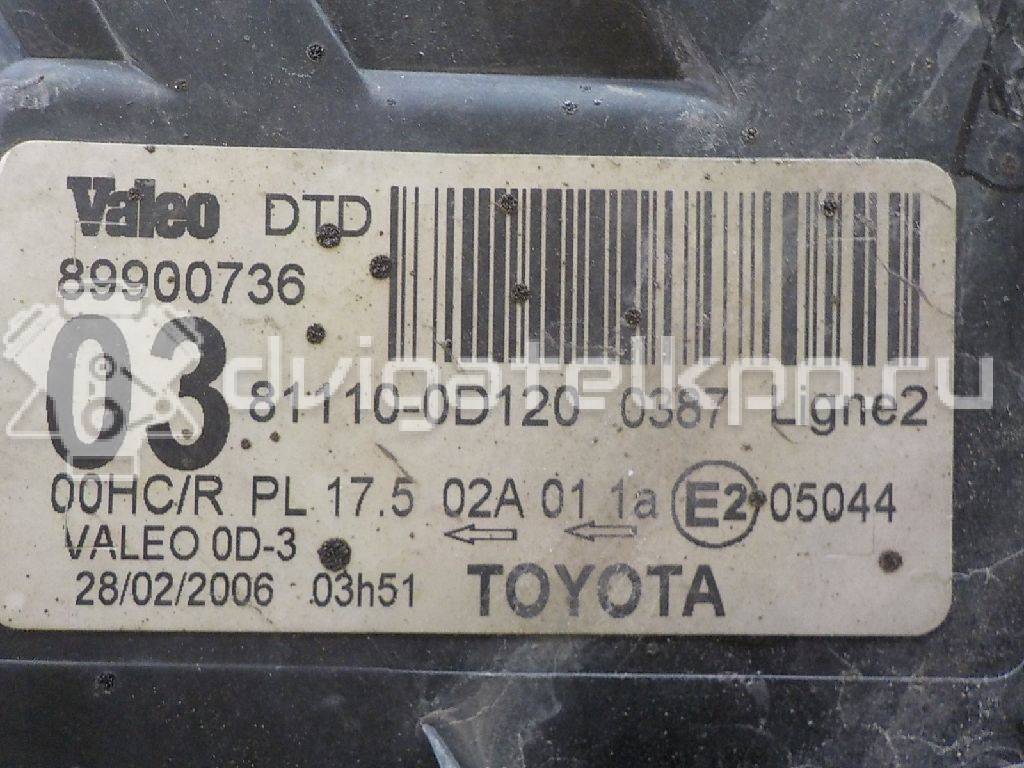 Valeo DTD
89900736
03 81110-0D120 0387 Ligne2
00HC/R PL 17.5 02A 01 1a E2 05044
VALEO 0D-3
28/02/2006 03h51 TOYOTA
dvigatelkpp.ru